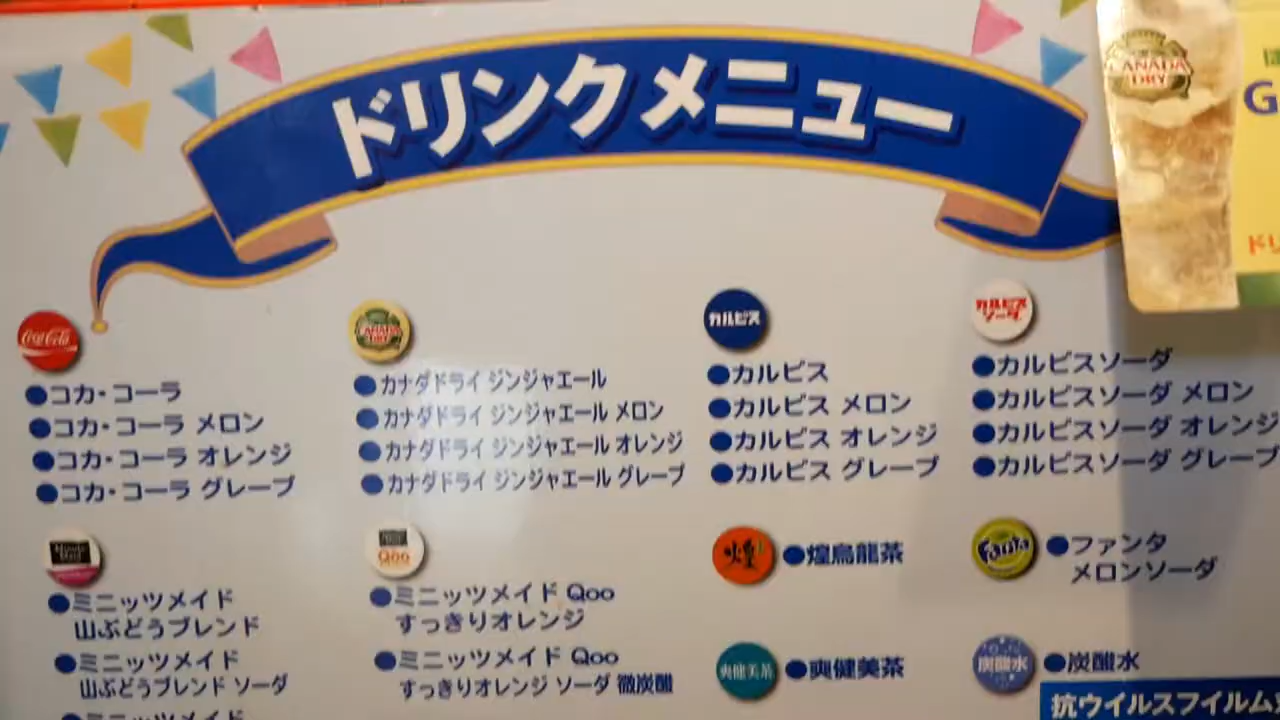 ドリンクメニュー
CANADA DRY
G
ドリ
Coca-Cola
●コカ・コーラ
●コカ・コーラ メロン
●コカ・コーラ オレンジ
●コカ・コーラ グレープ
CANADA DRY
●カナダドライ ジンジャエール
●カナダドライ ジンジャエール メロン
●カナダドライ ジンジャエール オレンジ
●カナダドライ ジンジャエール グレープ
カルピス
●カルピス
●カルピス メロン
●カルピス オレンジ
●カルピス グレープ
カルピス
ソーダ
●カルピスソーダ
●カルピスソーダ メロン
●カルピスソーダ オレンジ
●カルピスソーダ グレープ
Minute
Maid
●ミニッツメイド
山ぶどうブレンド
●ミニッツメイド
山ぶどうブレンド ソーダ
ミニッツメイド
Qoo
●ミニッツメイド Qoo
すっきりオレンジ
●ミニッツメイド Qoo
すっきりオレンジ ソーダ 微炭酸
煌
●煌烏龍茶
爽健美茶
●爽健美茶
Fanta
●ファンタ
メロンソーダ
炭酸水
●炭酸水
抗ウイルスフイルム